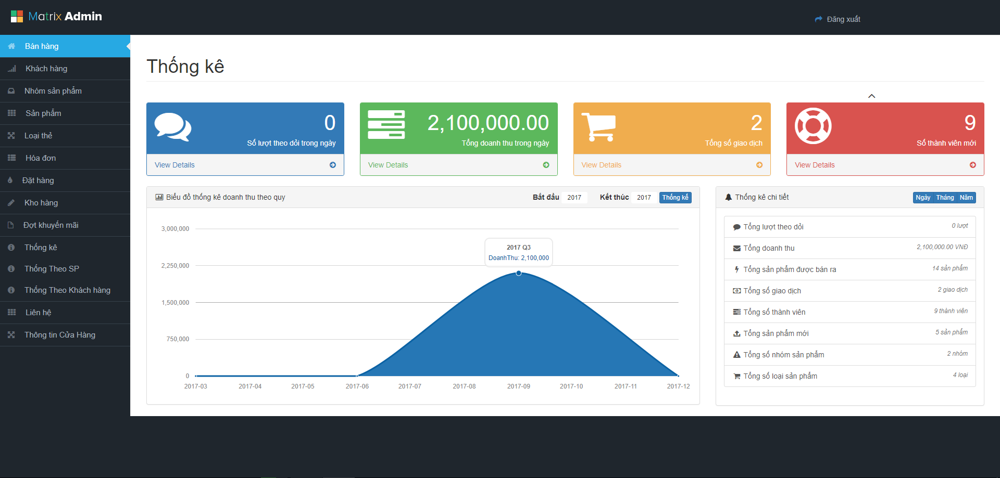 Matrix Admin
Đăng xuất
Bán hàng
Khách hàng
Nhóm sản phẩm
Sản phẩm
Loại thẻ
Hóa đơn
Đặt hàng
Kho hàng
Đợt khuyến mãi
Thống kê
Thống Theo SP
Thống Theo Khách hàng
Liên hệ
Thông tin Cửa Hàng
Thống kê
0
Số lượt theo dỏi trong ngày
View Details
2,100,000.00
Tổng doanh thu trong ngày
View Details
2
Tổng số giao dịch
View Details
9
Số thành viên mới
View Details
Biểu đồ thống kê doanh thu theo quy
Bắt đầu 2017 Kết thúc 2017 Thống kê
3,000,000
2,250,000
1,500,000
750,000
0
2017 Q3
DoanhThu: 2,100,000
2017-03 2017-04 2017-05 2017-06 2017-07 2017-08 2017-09 2017-10 2017-11 2017-12
Thống kê chi tiết
Ngày Tháng Năm
Tổng lượt theo dỏi 0 lượt
Tổng doanh thu 2,100,000.00 VNĐ
Tổng sản phẩm được bán ra 14 sản phẩm
Tổng số giao dịch 2 giao dịch
Tổng số thành viên 9 thành viên
Tổng sản phẩm mới 5 sản phẩm
Tổng số nhóm sản phẩm 2 nhóm
Tổng số loại sản phẩm 4 loại